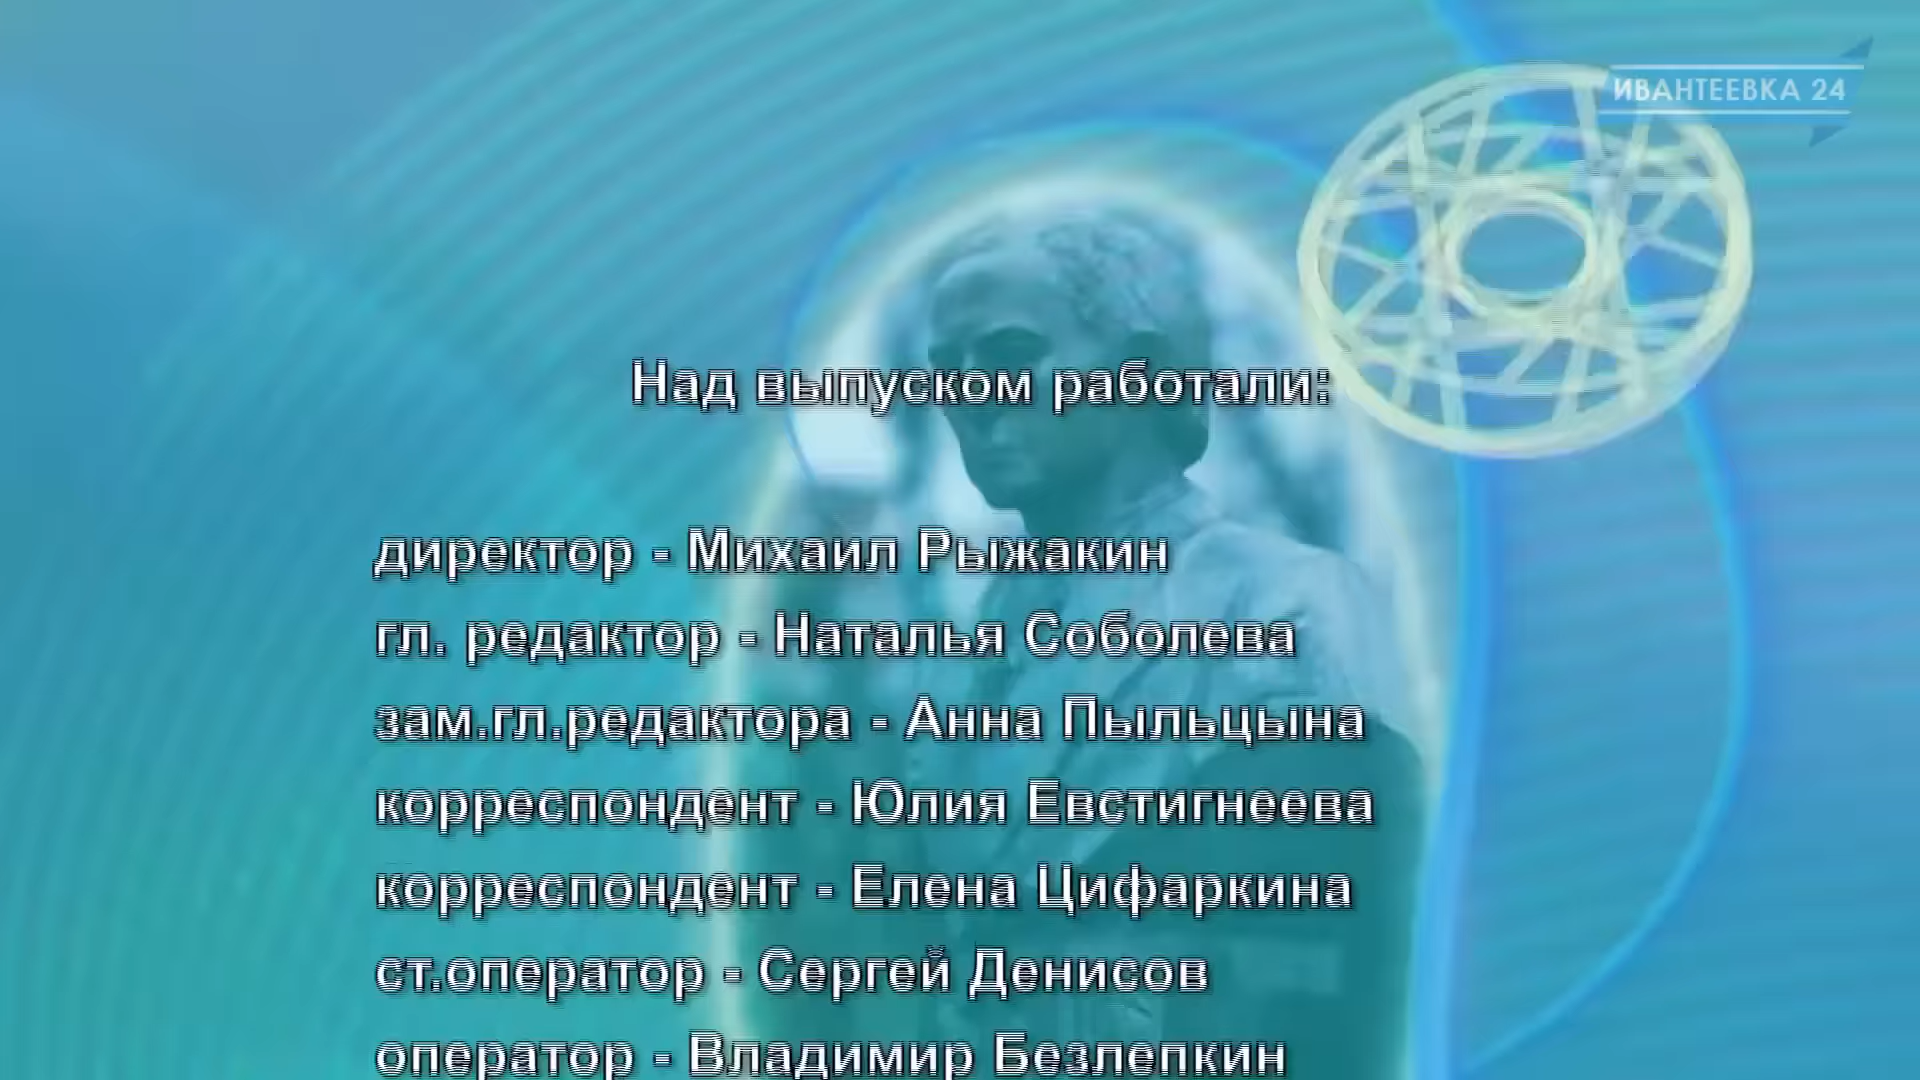 ИВАНТЕЕВКА 24
Над выпуском работали:
директор - Михаил Рыжакин
гл. редактор - Наталья Соболева
зам.гл.редактора - Анна Пыльцына
корреспондент - Юлия Евстигнеева
корреспондент - Елена Цифаркина
ст.оператор - Сергей Денисов
оператор - Владимир Безлепкин